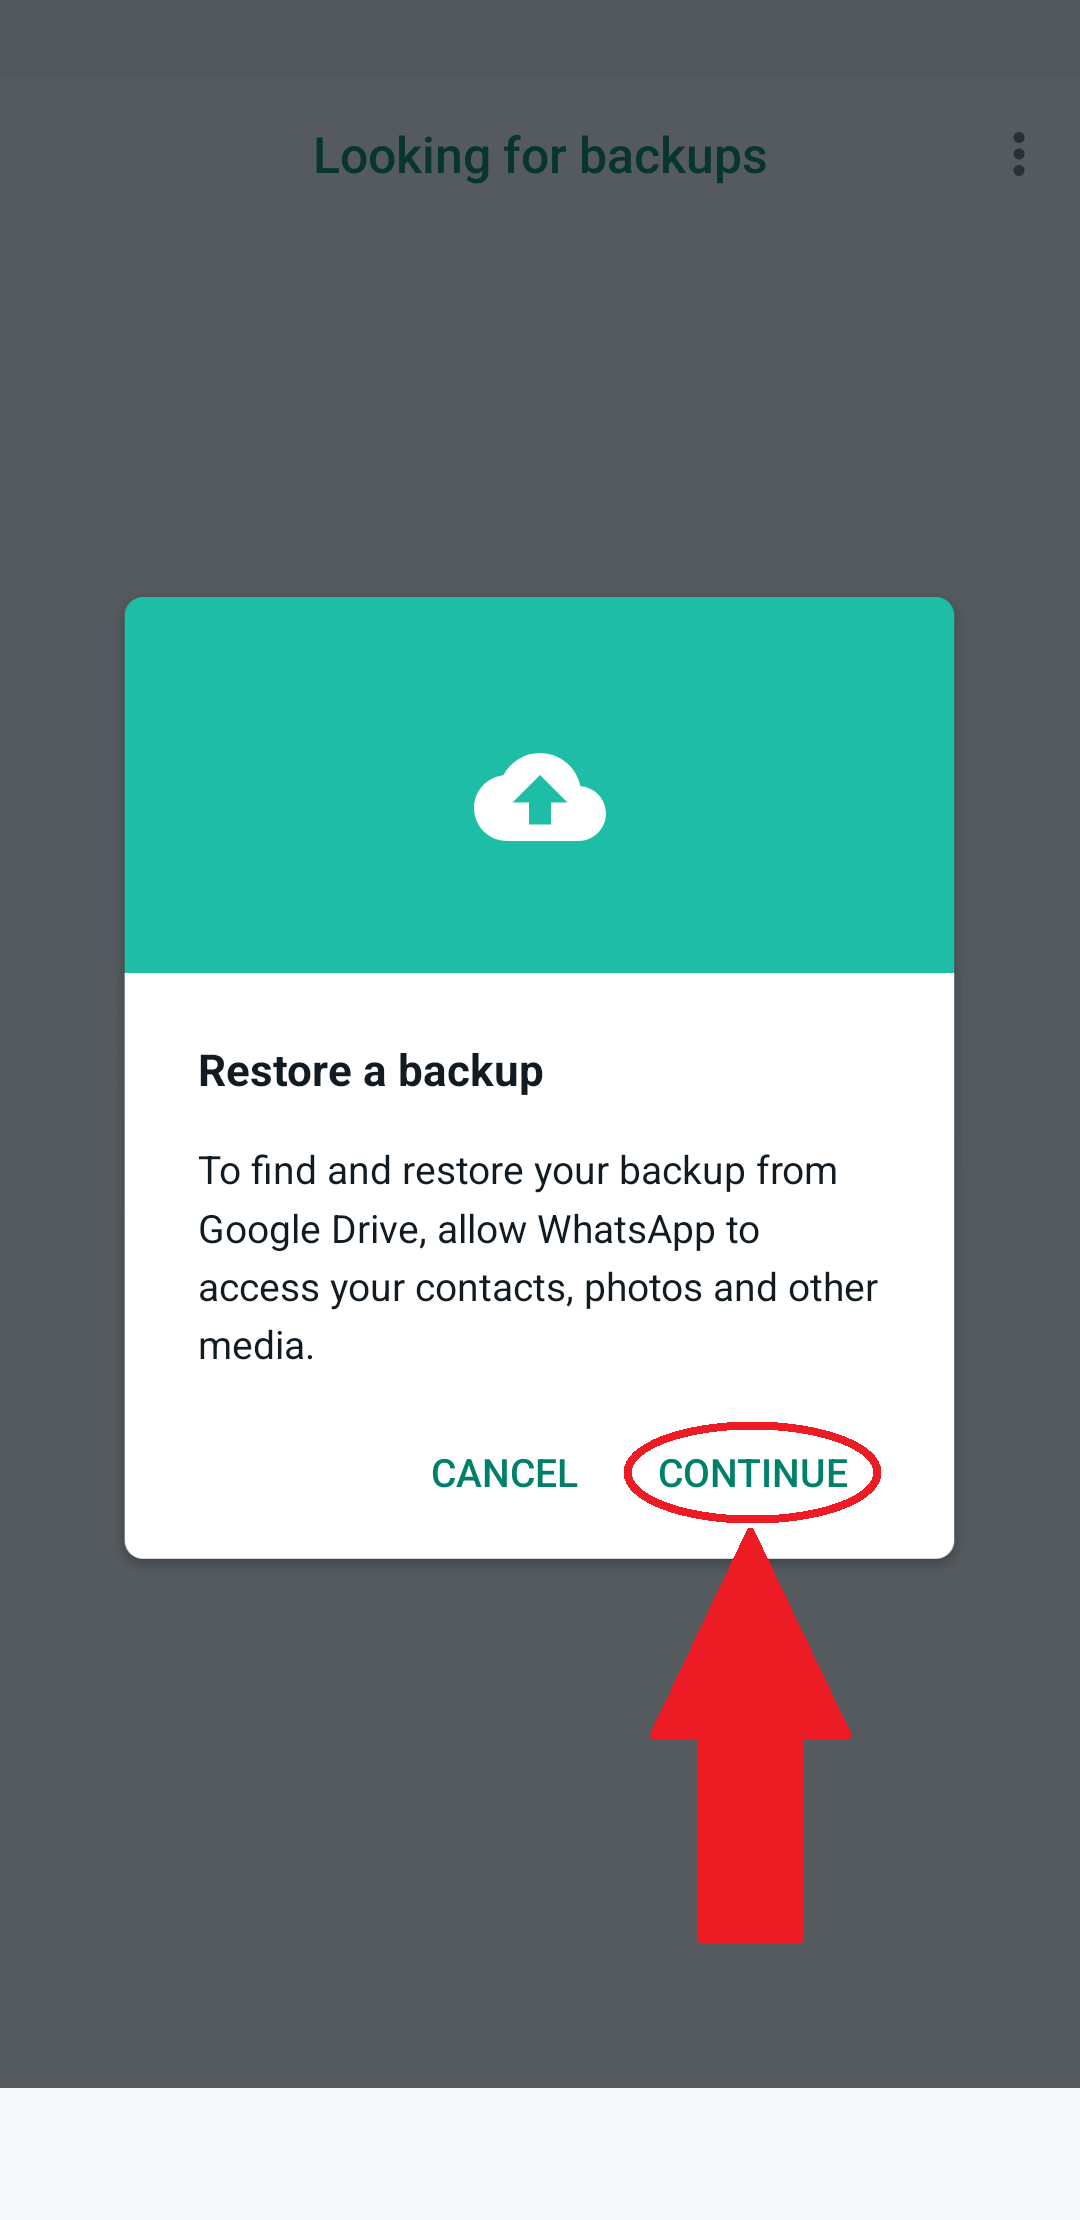 Looking for backups
Restore a backup
To find and restore your backup from
Google Drive, allow WhatsApp to
access your contacts, photos and other
media.
CANCEL CONTINUE